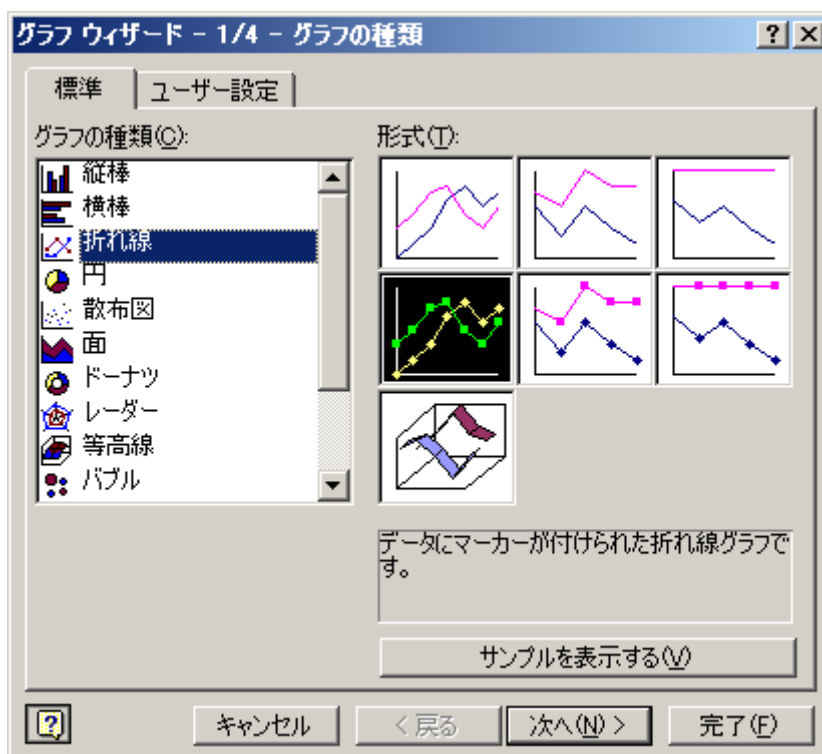 グラフ ウィザード - 1/4 - グラフの種類
標準
ユーザー設定
グラフの種類(C):
縦棒
横棒
折れ線
円
散布図
面
ドーナツ
レーダー
等高線
バブル
形式(T):
データにマーカーが付けられた折れ線グラフで
す。
サンプルを表示する(V)
キャンセル
< 戻る
次へ(N) >
完了(F)